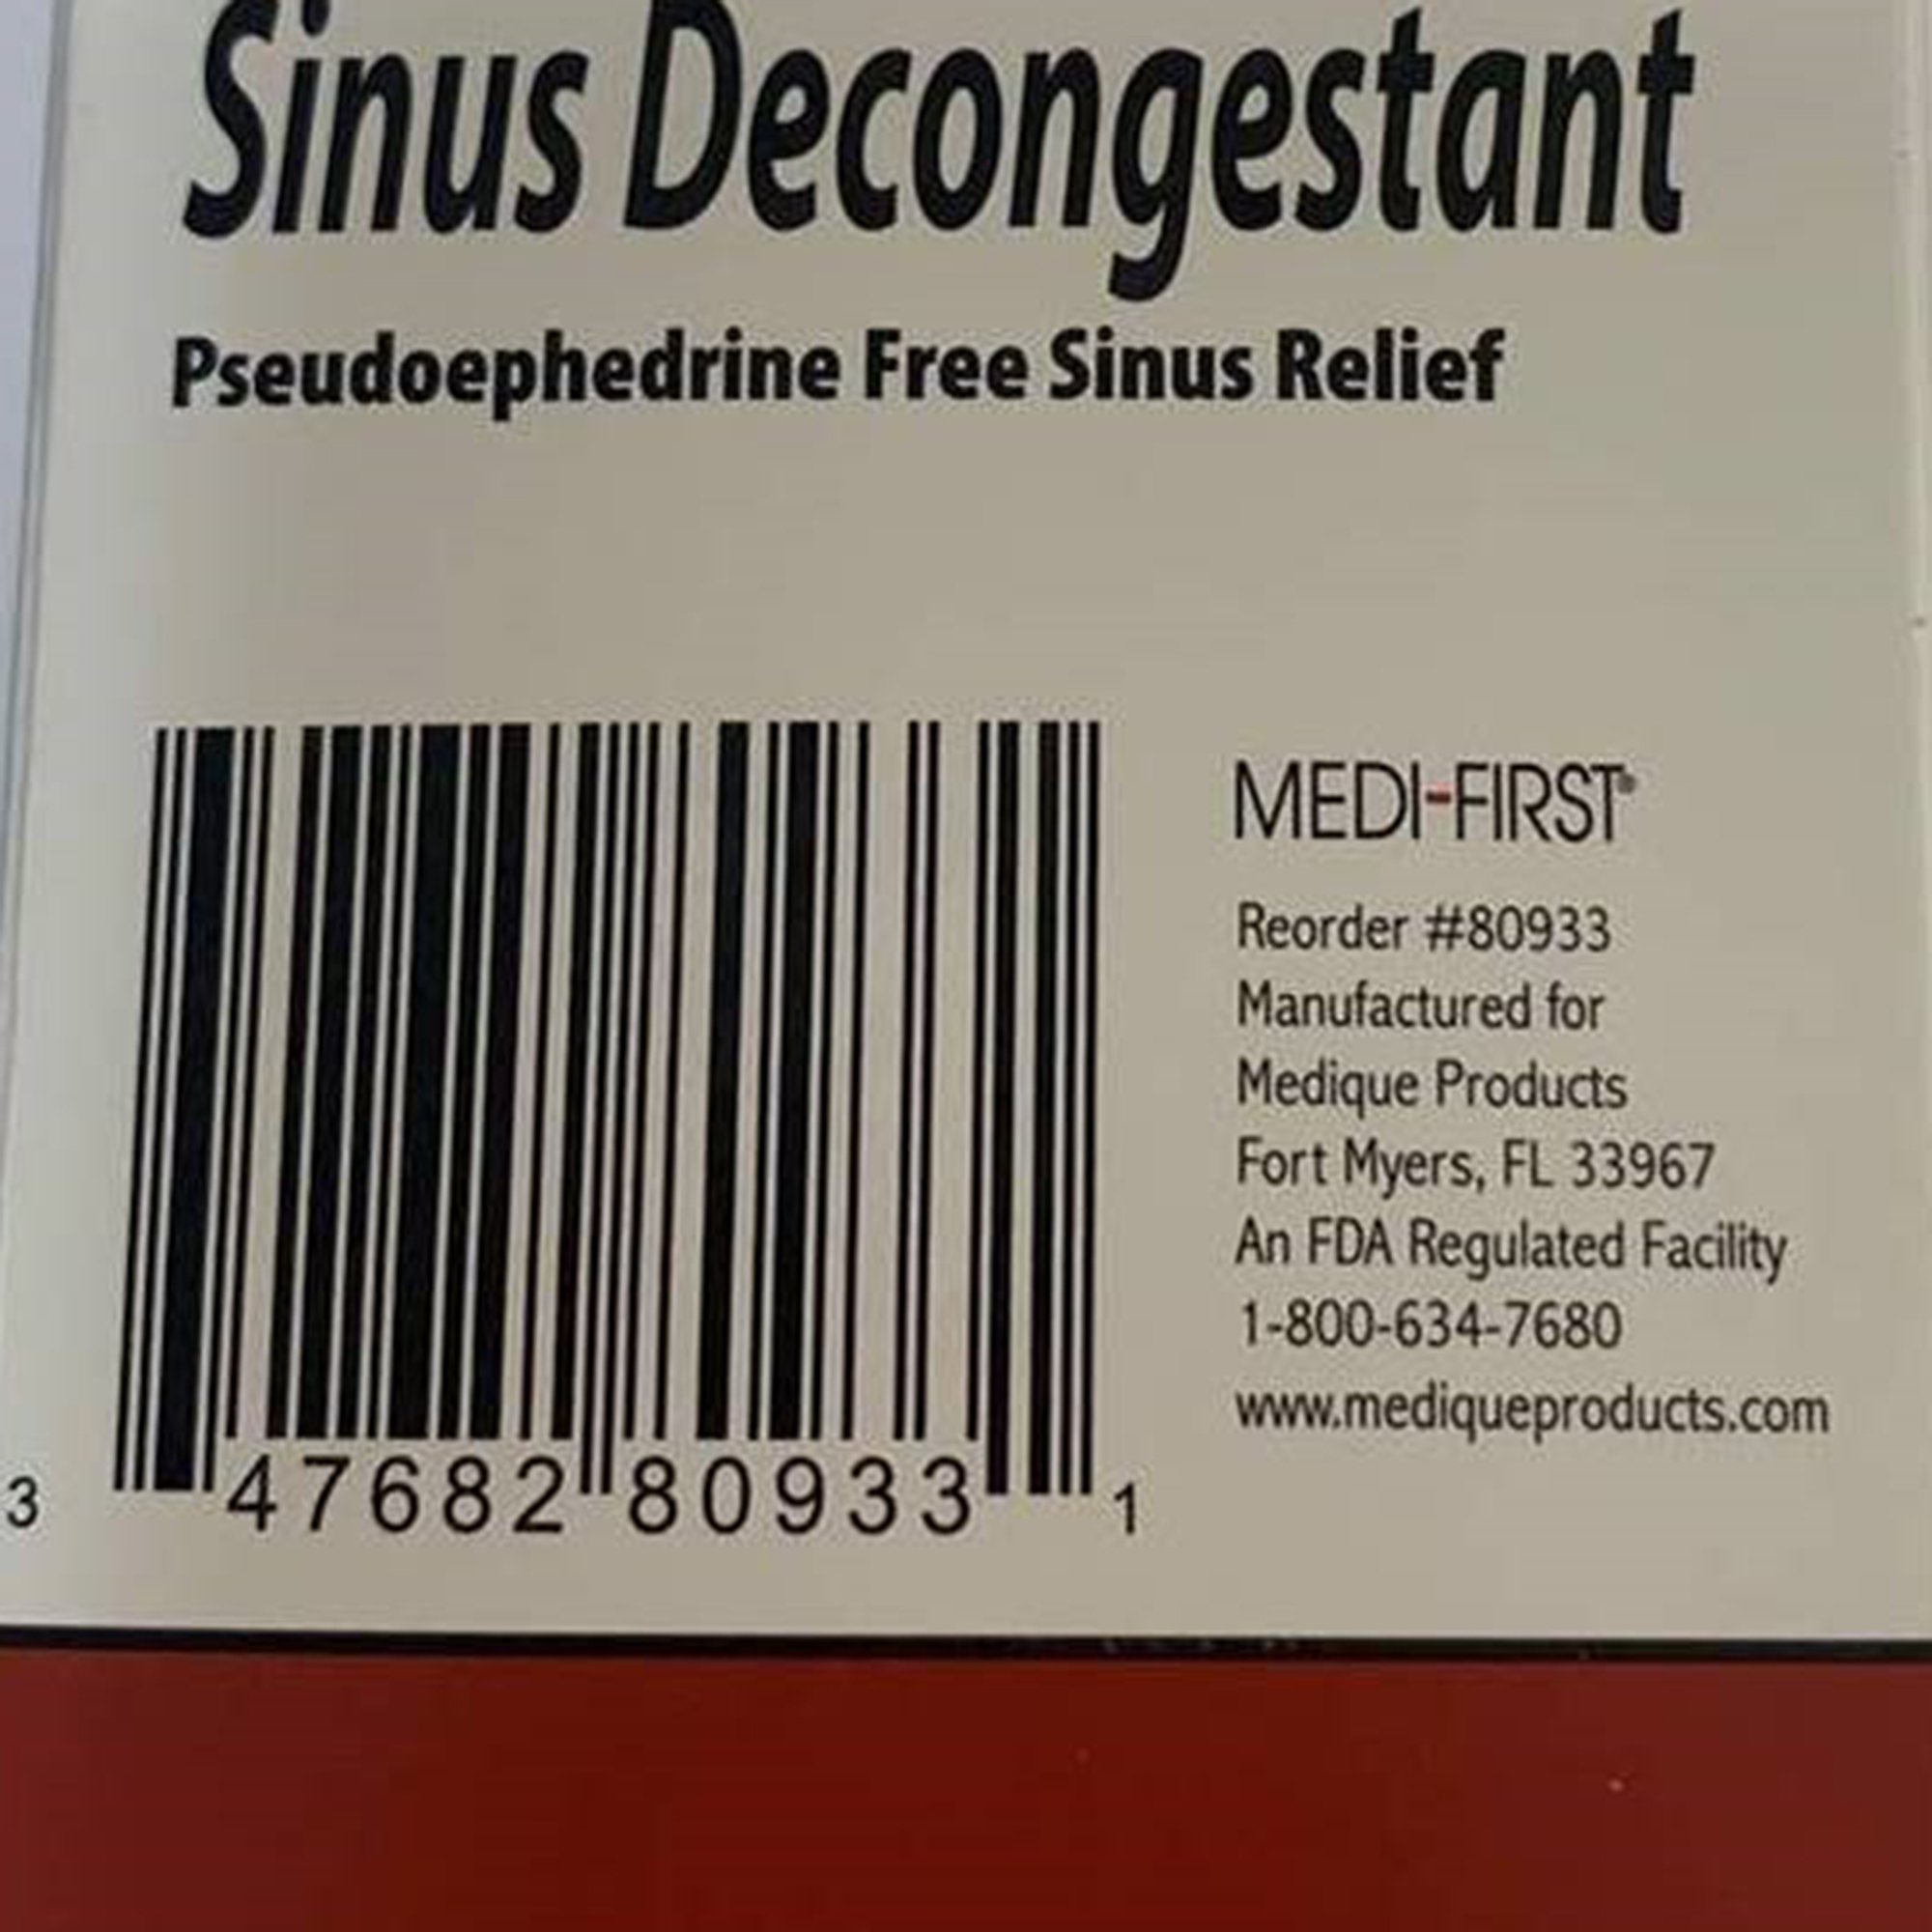 Sinus Decongestant
Pseudoephedrine Free Sinus Relief
MEDI-FIRST®
Reorder #80933
Manufactured for
Medique Products
Fort Myers, FL 33967
An FDA Regulated Facility
1-800-634-7680
www.mediqueproducts.com
3 47682 80933 1